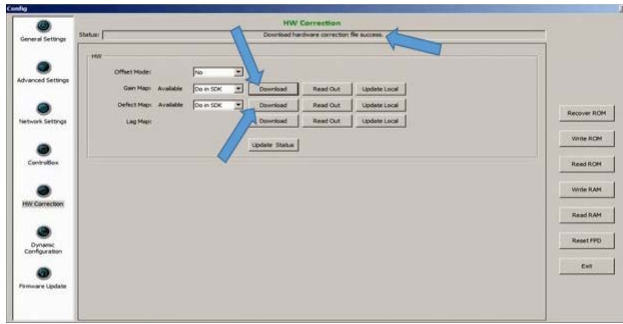 Config
HW Correction
Status: Download hardware correction file success.
General Settings
Advanced Settings
Network Settings
ControlBox
HW Correction
Dynamic
Configuration
Firmware Update
HW
Offset Mode: No
Gain Map: Available Do in SDK Download Read Out Update Local
Defect Map: Available Do in SDK Download Read Out Update Local
Lag Map: Download Read Out Update Local
Update Status
Recover ROM
Write ROM
Read ROM
Write RAM
Read RAM
Reset FPD
Exit